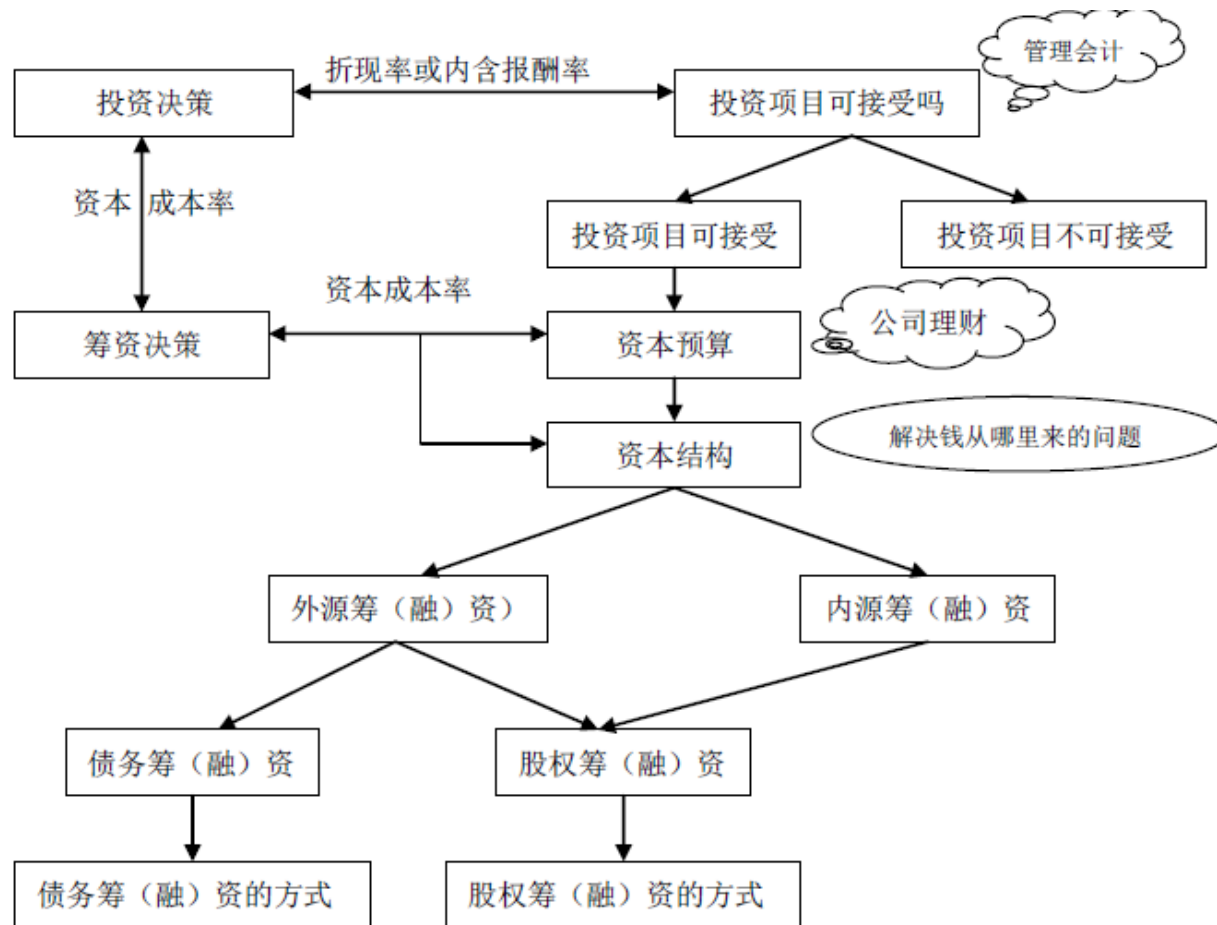 管理会计
折现率或内含报酬率
投资决策
投资项目可接受吗
资本 成本率
投资项目可接受
投资项目不可接受
资本成本率
筹资决策
资本预算
公司理财
资本结构
解决钱从哪里来的问题
外源筹（融）资）
内源筹（融）资
债务筹（融）资
股权筹（融）资
债务筹（融）资的方式
股权筹（融）资的方式